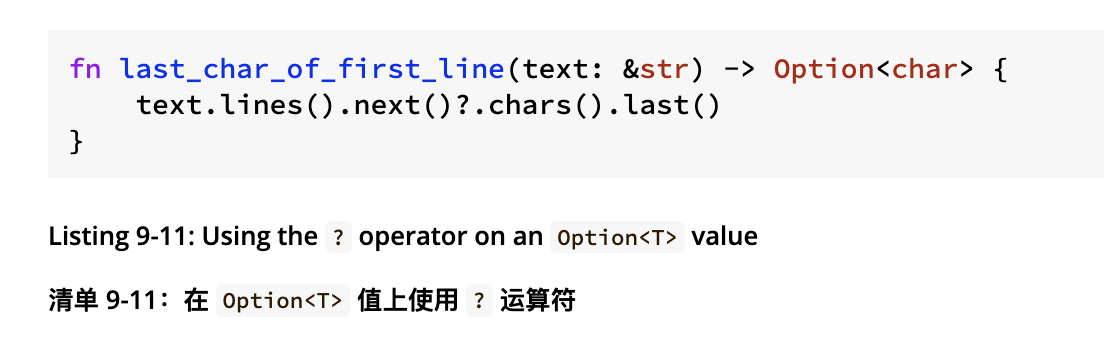 fn last_char_of_first_line(text: &str) -> Option<char> {
    text.lines().next()?.chars().last()
}
Listing 9-11: Using the ? operator on an Option<T> value
清单 9-11：在 Option<T> 值上使用 ? 运算符